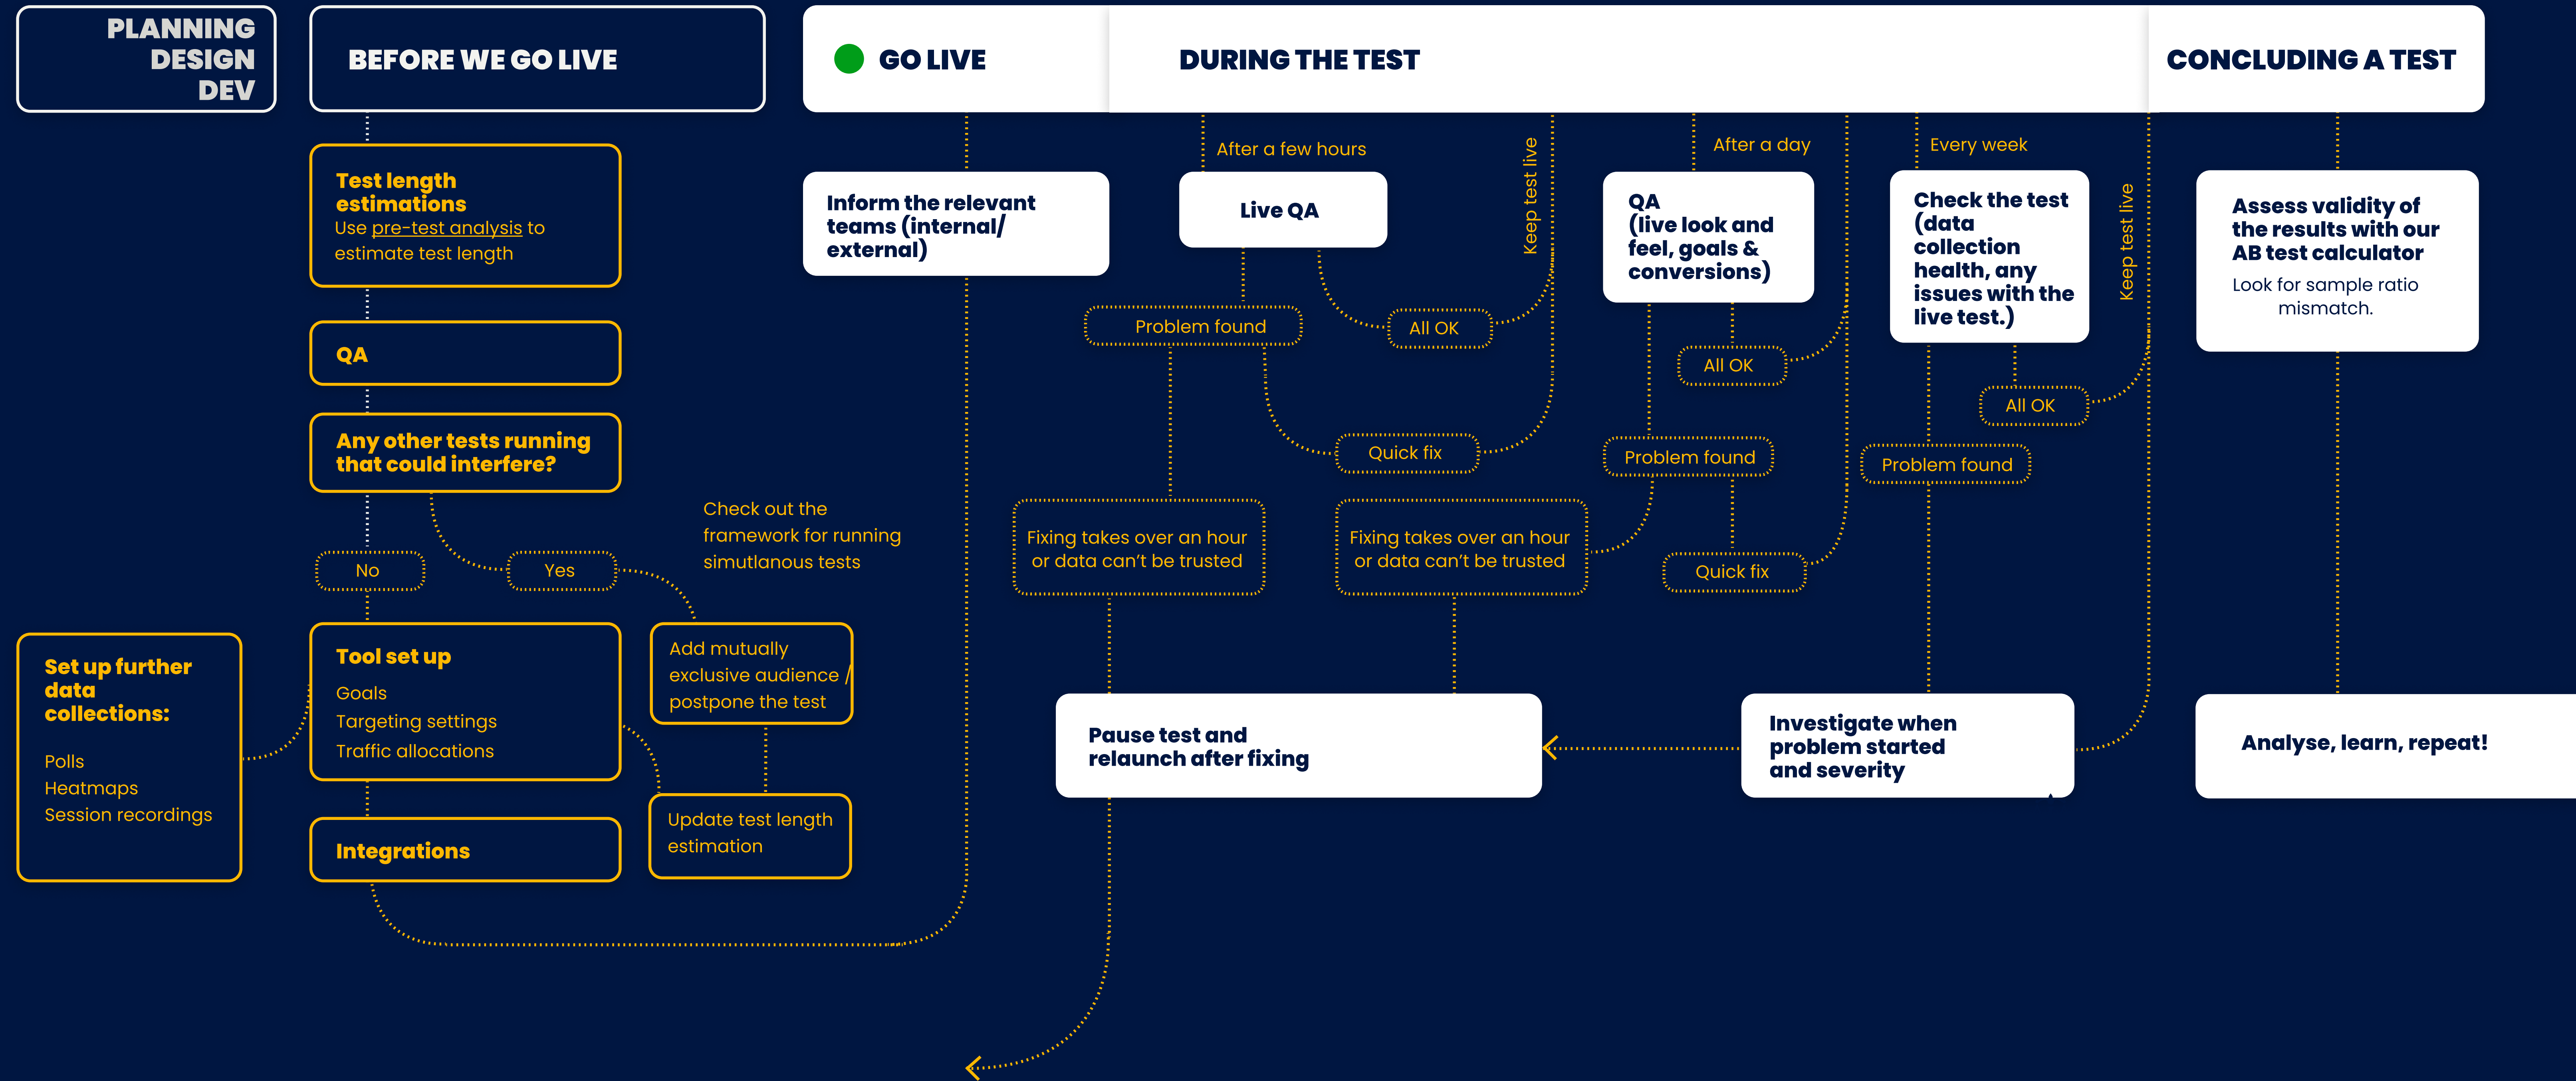 PLANNING
DESIGN
DEV
BEFORE WE GO LIVE
GO LIVE
DURING THE TEST
CONCLUDING A TEST
Test length
estimations
Use pre-test analysis to
estimate test length
QA
Any other tests running
that could interfere?
No
Yes
Check out the
framework for running
simutlanous tests
Set up further
data
collections:
Polls
Heatmaps
Session recordings
Tool set up
Goals
Targeting settings
Traffic allocations
Add mutually
exclusive audience /
postpone the test
Update test length
estimation
Integrations
Inform the relevant
teams (internal/
external)
After a few hours
Live QA
Keep test live
Problem found
All OK
Quick fix
Fixing takes over an hour
or data can’t be trusted
After a day
QA
(live look and
feel, goals &
conversions)
All OK
Problem found
Fixing takes over an hour
or data can’t be trusted
Quick fix
Every week
Check the test
(data
collection
health, any
issues with the
live test.)
Keep test live
All OK
Problem found
Pause test and
relaunch after fixing
Investigate when
problem started
and severity
Assess validity of
the results with our
AB test calculator
Look for sample ratio
mismatch.
Analyse, learn, repeat!